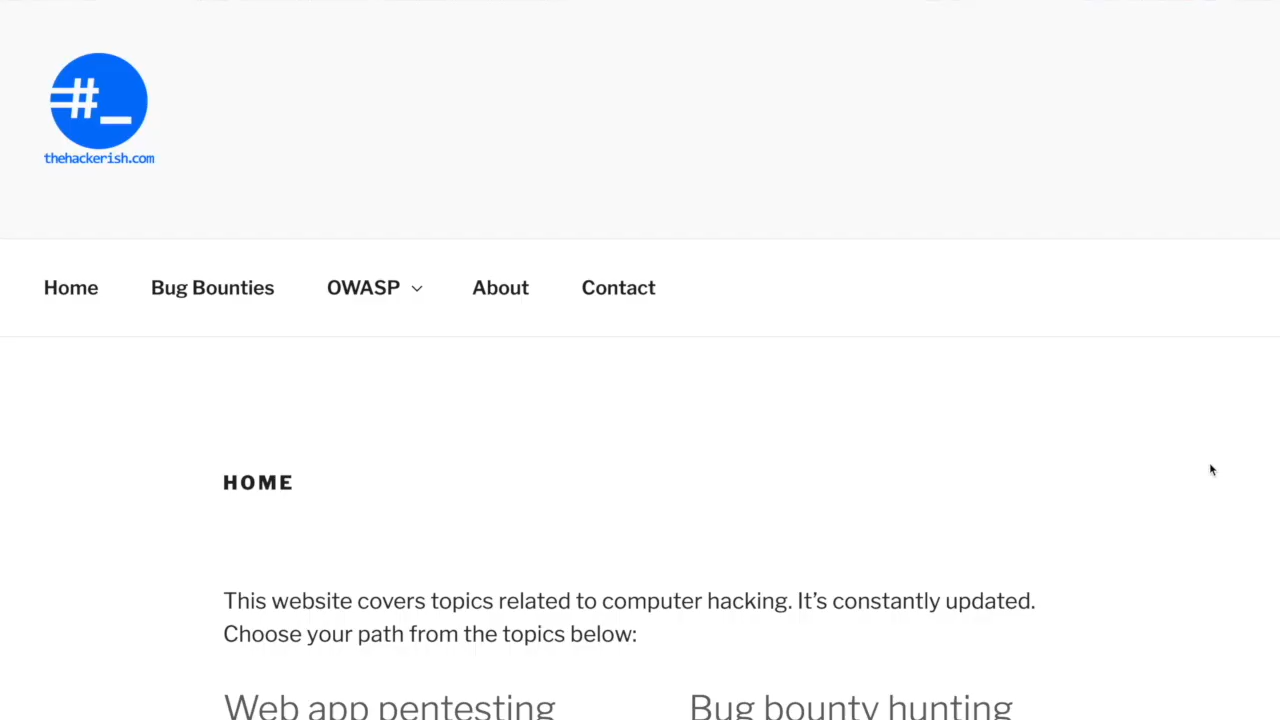 #_
thehackerish.com
Home Bug Bounties OWASP About Contact
HOME
This website covers topics related to computer hacking. It’s constantly updated.
Choose your path from the topics below:
Web app pentesting Bug bounty hunting